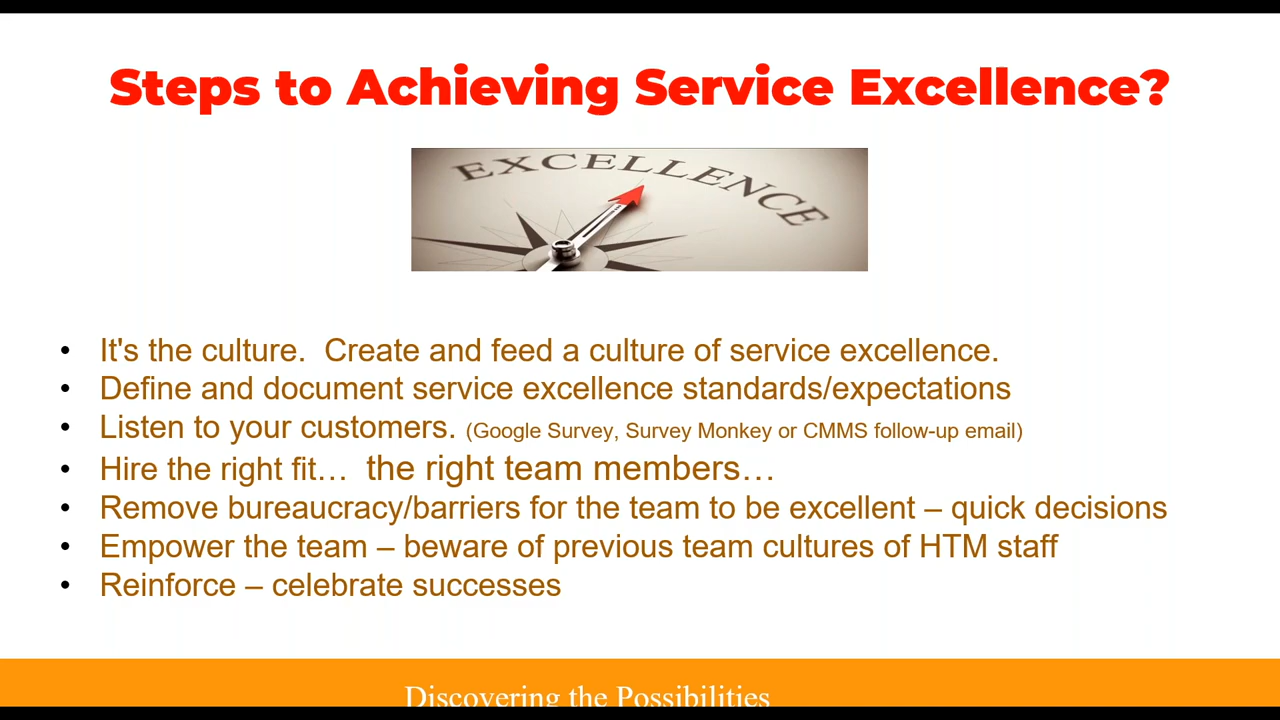 Steps to Achieving Service Excellence?
EXCELLENCE
• It's the culture.  Create and feed a culture of service excellence.
• Define and document service excellence standards/expectations
• Listen to your customers. (Google Survey, Survey Monkey or CMMS follow-up email)
• Hire the right fit…  the right team members…
• Remove bureaucracy/barriers for the team to be excellent – quick decisions
• Empower the team – beware of previous team cultures of HTM staff
• Reinforce – celebrate successes
Discovering the Possibilities